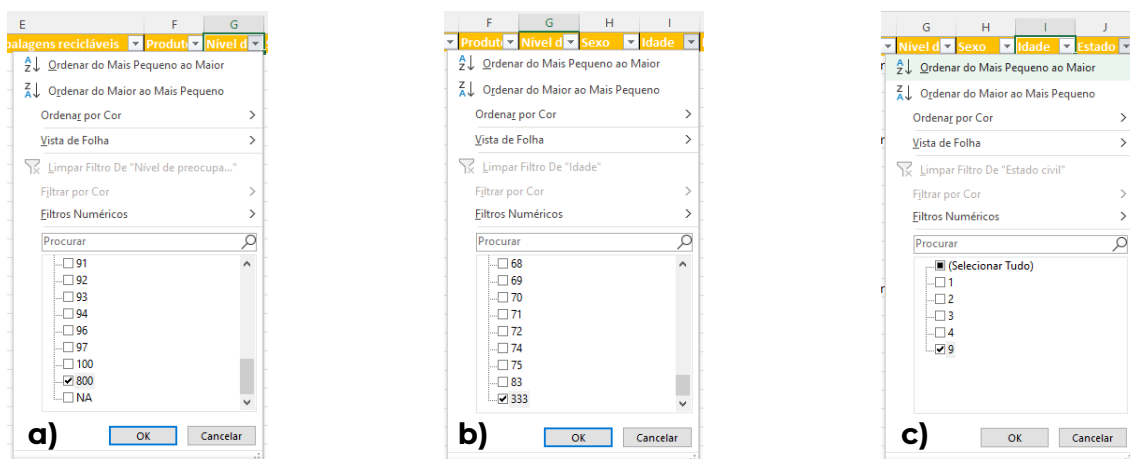 E F G
balagens recicláveis Produt Nível d
Ordenar do Mais Pequeno ao Maior
Ordenar do Maior ao Mais Pequeno
Ordenar por Cor
Vista de Folha
Limpar Filtro De "Nível de preocupa..."
Filtrar por Cor
Filtros Numéricos
Procurar
91
92
93
94
96
97
100
800
NA
a) OK Cancelar
F G H I
Produt Nível d Sexo Idade
Ordenar do Mais Pequeno ao Maior
Ordenar do Maior ao Mais Pequeno
Ordenar por Cor
Vista de Folha
Limpar Filtro De "Idade"
Filtrar por Cor
Filtros Numéricos
Procurar
68
69
70
71
72
74
75
83
333
b) OK Cancelar
G H I J
Nível d Sexo Idade Estado
Ordenar do Mais Pequeno ao Maior
Ordenar do Maior ao Mais Pequeno
Ordenar por Cor
Vista de Folha
Limpar Filtro De "Estado civil"
Filtrar por Cor
Filtros Numéricos
Procurar
(Selecionar Tudo)
1
2
3
4
9
c) OK Cancelar